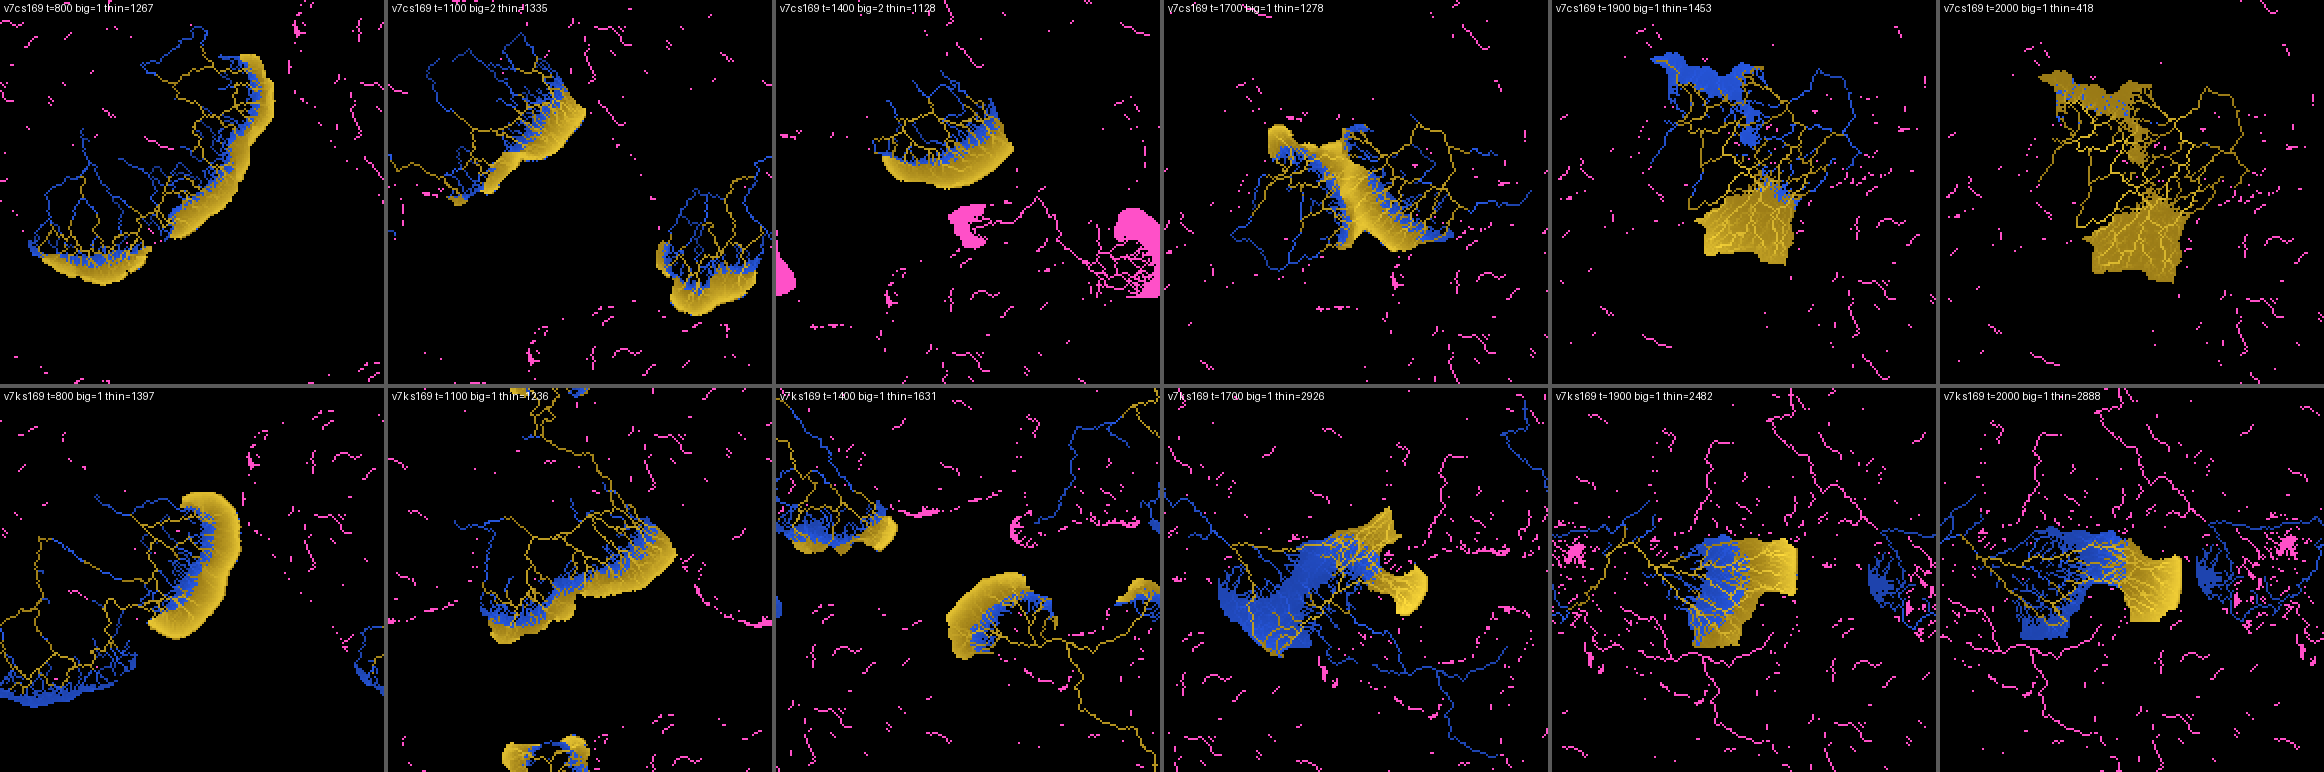 v7cs169 t=800 big=1 thin=1267
v7cs169 t=1100 big=2 thin=1335
v7cs169 t=1400 big=2 thin=1128
v7cs169 t=1700 big=1 thin=1278
v7cs169 t=1900 big=1 thin=1453
v7cs169 t=2000 big=1 thin=418
v7ks169 t=800 big=1 thin=1397
v7ks169 t=1100 big=1 thin=1236
v7ks169 t=1400 big=1 thin=1631
v7ks169 t=1700 big=1 thin=2926
v7ks169 t=1900 big=1 thin=2482
v7ks169 t=2000 big=1 thin=2888